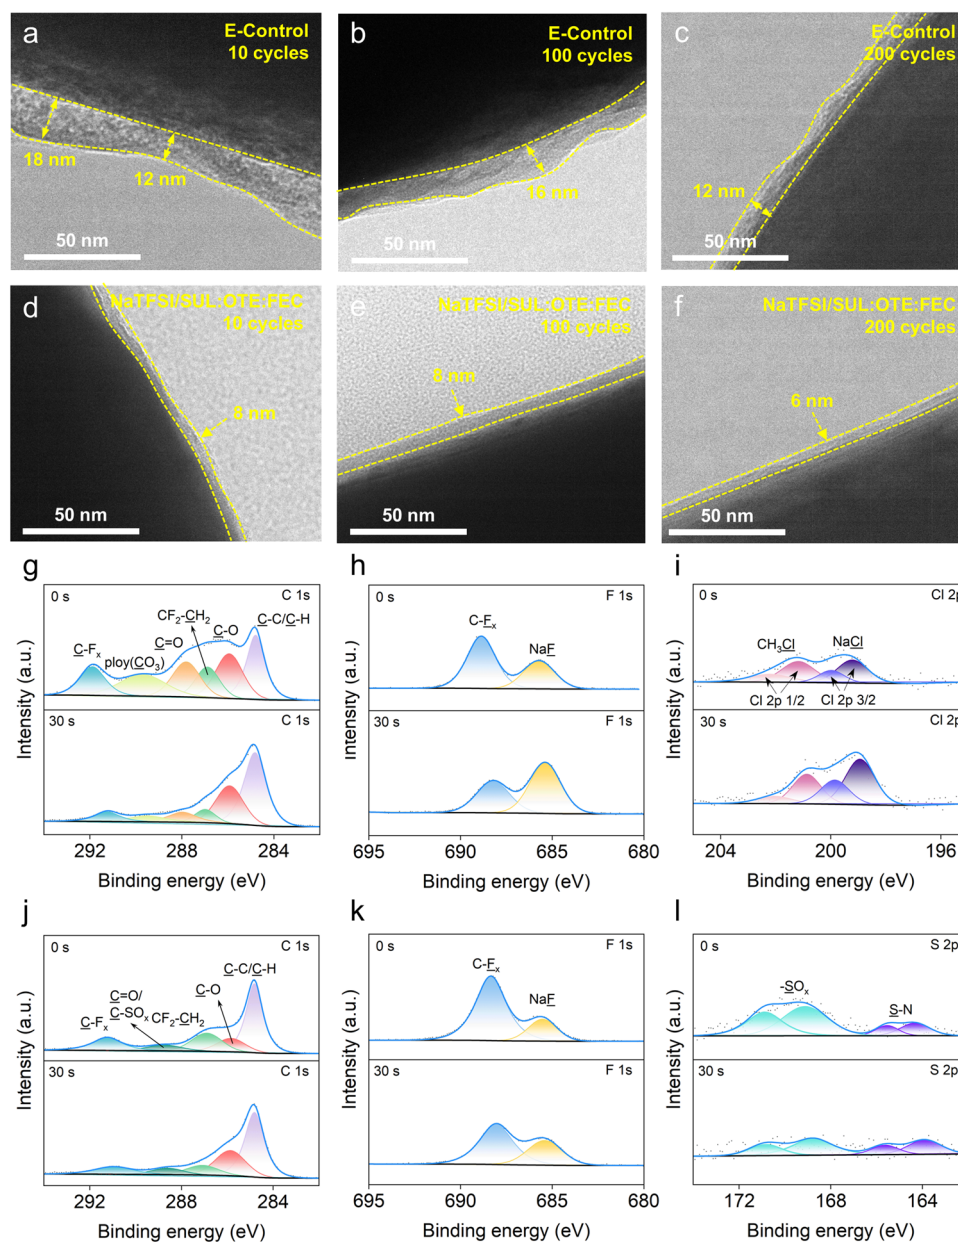 a
E-Control
10 cycles
18 nm
12 nm
50 nm
b
E-Control
100 cycles
16 nm
50 nm
c
E-Control
200 cycles
12 nm
50 nm
d
NaTFSI/SUL:OTE:FEC
10 cycles
8 nm
50 nm
e
NaTFSI/SUL:OTE:FEC
100 cycles
8 nm
50 nm
f
NaTFSI/SUL:OTE:FEC
200 cycles
6 nm
50 nm
g
0 s
C 1s
C-Fx
ploy(CO3)
C=O
CF2-CH2
C-O
C-C/C-H
30 s
C 1s
Intensity (a.u.)
292 288 284
Binding energy (eV)
h
0 s
F 1s
C-Fx
NaF
30 s
F 1s
Intensity (a.u.)
695 690 685 680
Binding energy (eV)
i
0 s
Cl 2p
CH3Cl
NaCl
Cl 2p 1/2
Cl 2p 3/2
30 s
Cl 2p
Intensity (a.u.)
204 200 196
Binding energy (eV)
j
0 s
C 1s
C-Fx
C=O/
C-SOx
CF2-CH2
C-O
C-C/C-H
30 s
C 1s
Intensity (a.u.)
292 288 284
Binding energy (eV)
k
0 s
F 1s
C-Fx
NaF
30 s
F 1s
Intensity (a.u.)
695 690 685 680
Binding energy (eV)
l
0 s
S 2p
-SOx
S-N
30 s
S 2p
Intensity (a.u.)
172 168 164
Binding energy (eV)